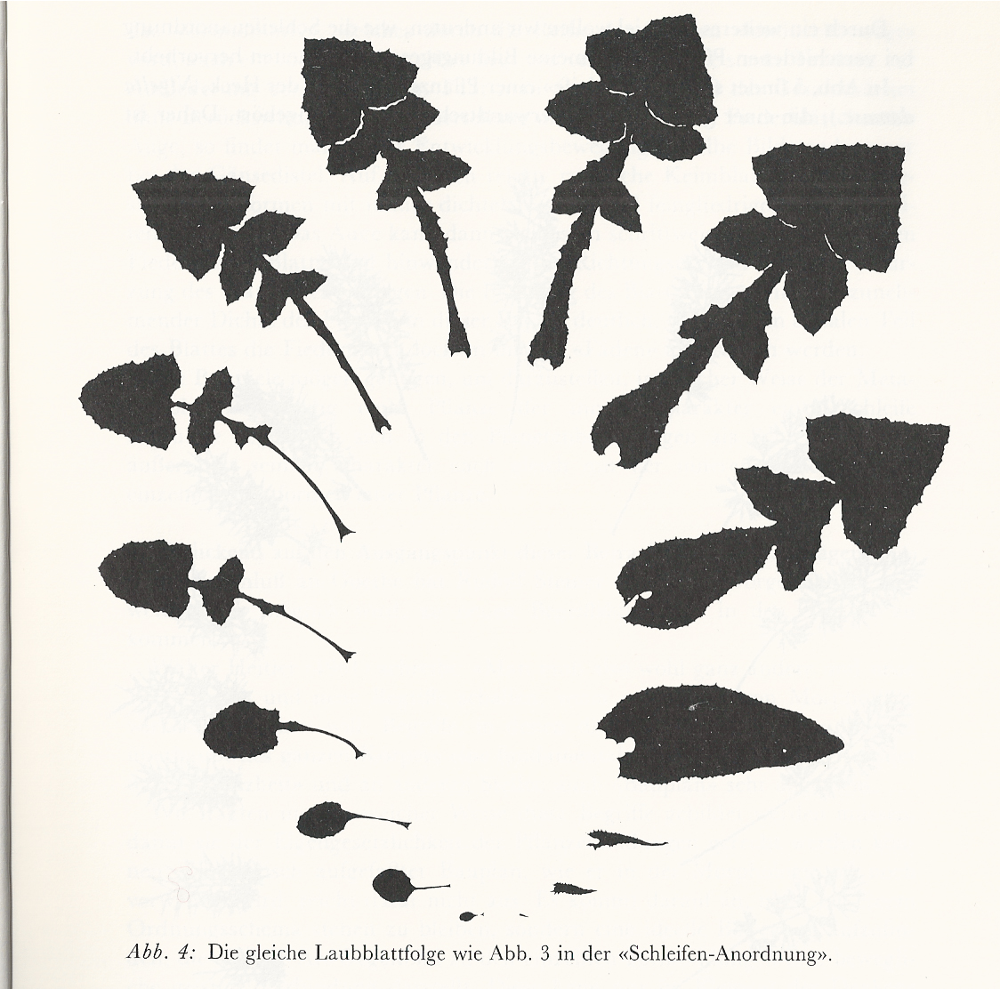 Abb. 4: Die gleiche Laubblattfolge wie Abb. 3 in der «Schleifen-Anordnung».